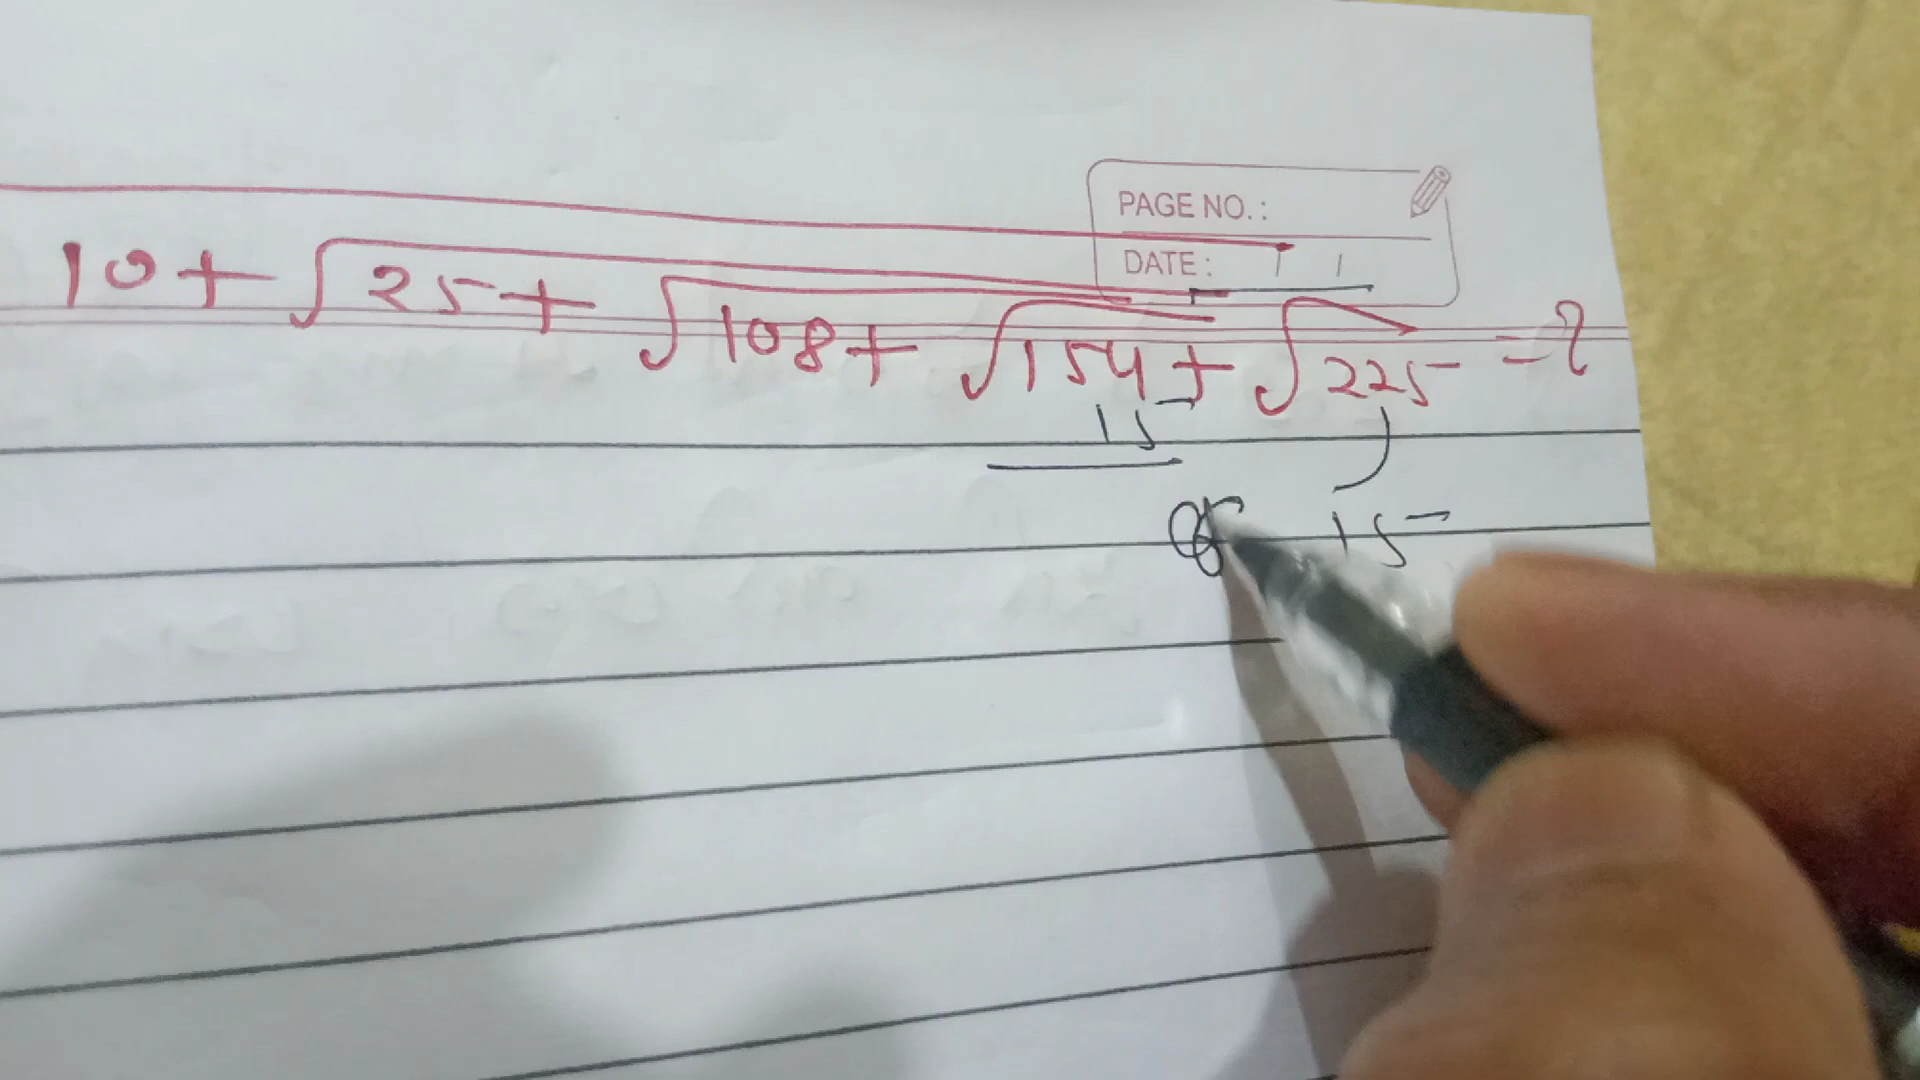 PAGE NO.:
DATE: / /
10 + √25 + √108 + √154 + √225 = ?
15
15